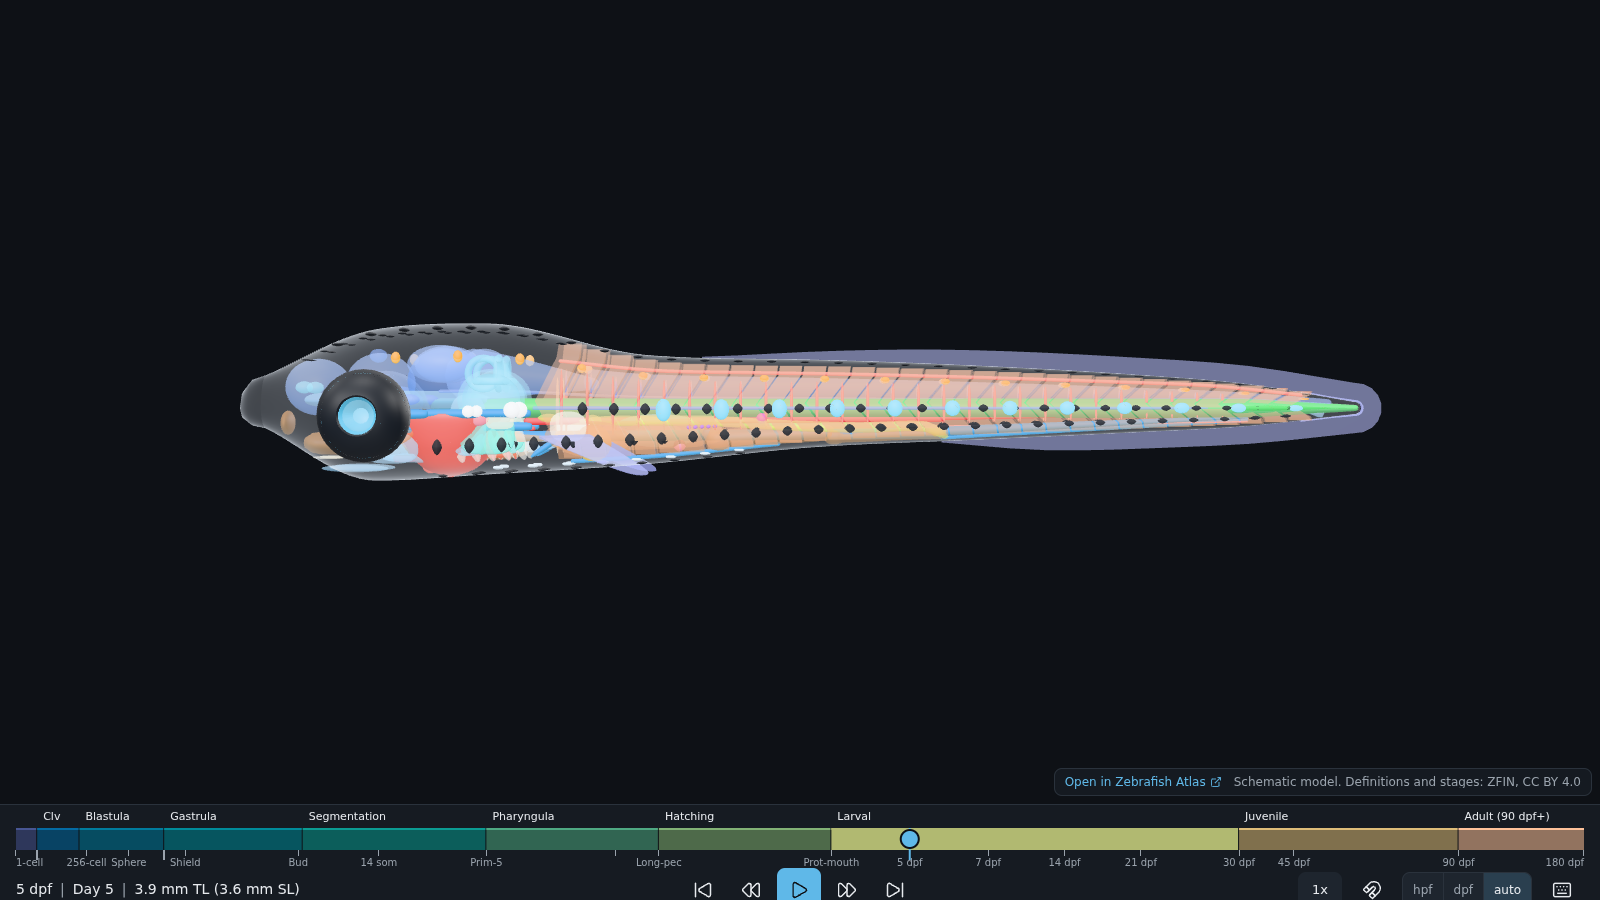 Open in Zebrafish Atlas Schematic model. Definitions and stages: ZFIN, CC BY 4.0
Clv Blastula Gastrula Segmentation Pharyngula Hatching Larval Juvenile Adult (90 dpf+)
1-cell 256-cell Sphere Shield Bud 14 som Prim-5 Long-pec Prot-mouth 5 dpf 7 dpf 14 dpf 21 dpf 30 dpf 45 dpf 90 dpf 180 dpf
5 dpf | Day 5 | 3.9 mm TL (3.6 mm SL) 1x hpf dpf auto